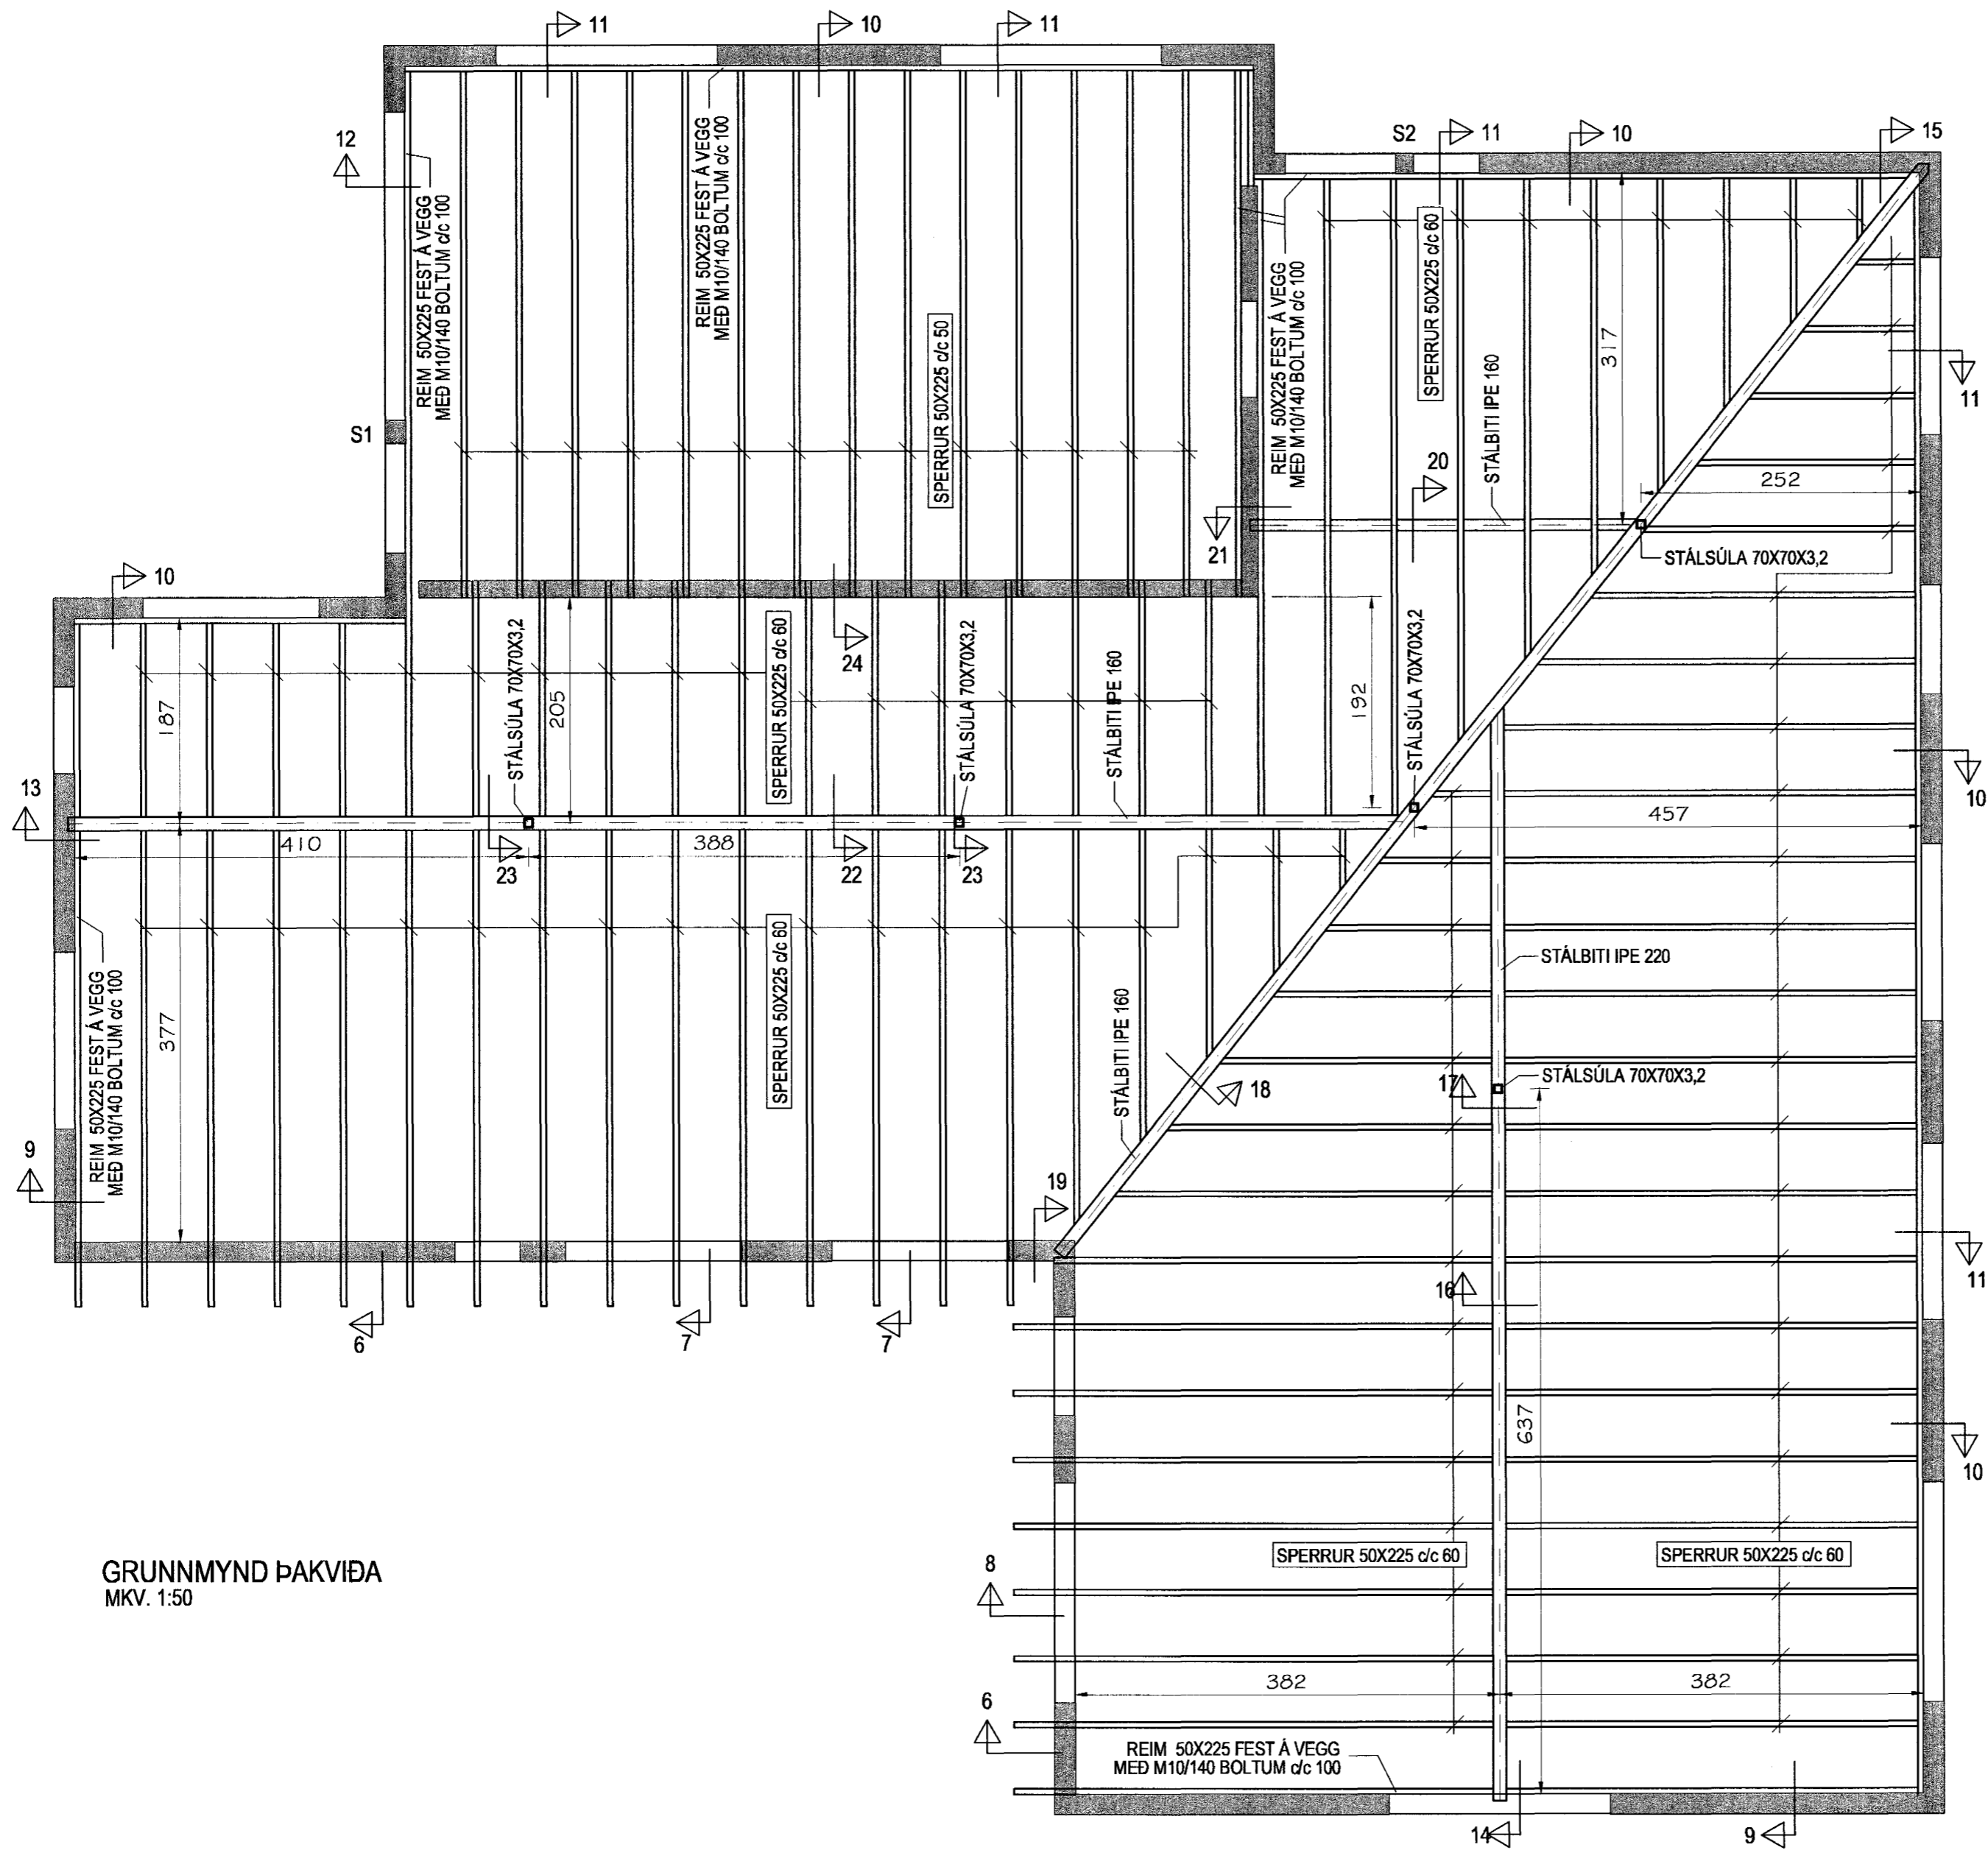 11
10
11
12
S2
11
10
15
REIM 50X225 FEST Á VEGG
MEÐ M10/140 BOLTUM c/c 100
REIM 50X225 FEST Á VEGG
MEÐ M10/140 BOLTUM c/c 100
SPERRUR 50X225 c/c 50
REIM 50X225 FEST Á VEGG
MEÐ M10/140 BOLTUM c/c 100
SPERRUR 50X225 c/c 60
317
STÁLBITI IPE 160
11
S1
20
252
21
STÁLSÚLA 70X70X3,2
10
187
STÁLSÚLA 70X70X3,2
205
SPERRUR 50X225 c/c 60
24
STÁLSÚLA 70X70X3,2
STÁLBITI IPE 160
192
STÁLSÚLA 70X70X3,2
10
13
410
23
388
22
23
457
REIM 50X225 FEST Á VEGG
MEÐ M10/140 BOLTUM c/c 100
377
SPERRUR 50X225 c/c 60
STÁLBITI IPE 220
STÁLBITI IPE 160
18
17
STÁLSÚLA 70X70X3,2
9
19
11
16
6
7
7
637
10
GRUNNMYND ÞAKVIÐA
MKV. 1:50
8
SPERRUR 50X225 c/c 60
SPERRUR 50X225 c/c 60
382
382
6
REIM 50X225 FEST Á VEGG
MEÐ M10/140 BOLTUM c/c 100
14
9